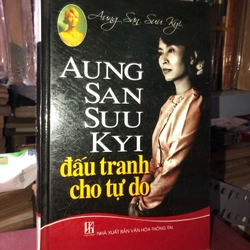 Aung San Suu Kyi
AUNG
SAN
SUU
KYI
đấu tranh
cho tự do
NHÀ XUẤT BẢN VĂN HÓA THÔNG TIN